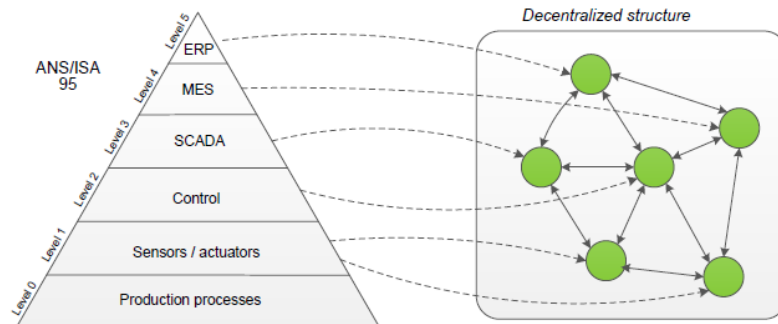 Decentralized structure
ANS/ISA
95
Level 5
ERP
Level 4
MES
Level 3
SCADA
Level 2
Control
Level 1
Sensors / actuators
Level 0
Production processes